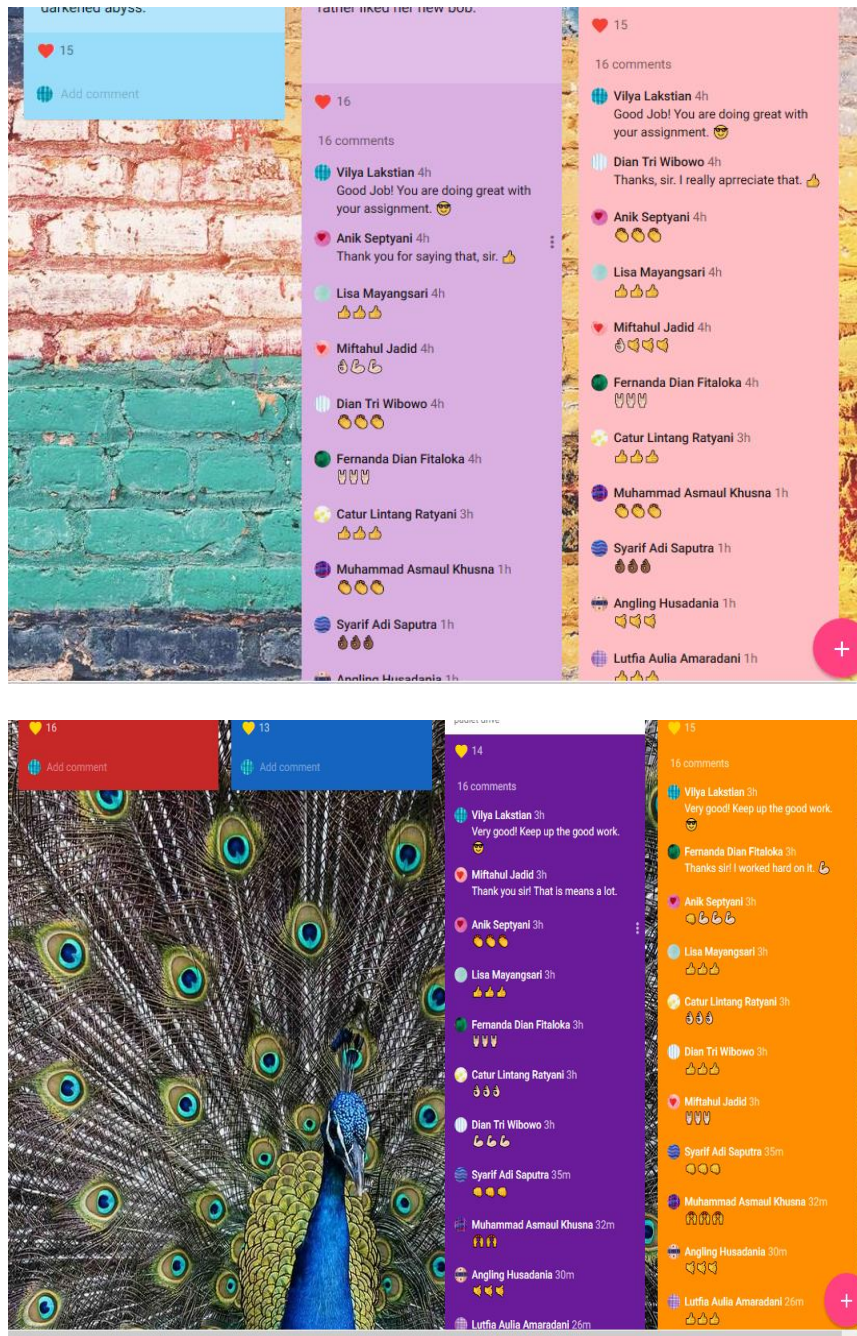 darkened abyss.
15
Add comment
rather liked her new bob.
16
16 comments
Vilya Lakstian 4h
Good Job! You are doing great with
your assignment. 😎
Anik Septyani 4h
Thank you for saying that, sir. 👍
Lisa Mayangsari 4h
👍👍👍
Miftahul Jadid 4h
👌💪💪
Dian Tri Wibowo 4h
👏👏👏
Fernanda Dian Fitaloka 4h
🤘🤘🤘
Catur Lintang Ratyani 3h
👍👍👍
Muhammad Asmaul Khusna 1h
👏👏👏
Syarif Adi Saputra 1h
👌👌👌
Angling Husadania 1h
15
16 comments
Vilya Lakstian 4h
Good Job! You are doing great with
your assignment. 😎
Dian Tri Wibowo 4h
Thanks, sir. I really apreciate that. 👍
Anik Septyani 4h
👏👏👏
Lisa Mayangsari 4h
👍👍👍
Miftahul Jadid 4h
Fernanda Dian Fitaloka 4h
🤘🤘🤘
Catur Lintang Ratyani 3h
👍👍👍
Muhammad Asmaul Khusna 1h
👏👏👏
Syarif Adi Saputra 1h
👌👌👌
Angling Husadania 1h
Lutfia Aulia Amaradani 1h
👍👍👍
+
16
Add comment
13
Add comment
padlet drive
14
16 comments
Vilya Lakstian 3h
Very good! Keep up the good work.
😎
Miftahul Jadid 3h
Thank you sir! That is means a lot.
Anik Septyani 3h
👏👏👏
Lisa Mayangsari 3h
👍👍👍
Fernanda Dian Fitaloka 3h
🤘🤘🤘
Catur Lintang Ratyani 3h
👌👌👌
Dian Tri Wibowo 3h
💪💪💪
Syarif Adi Saputra 35m
👊👊👊
Muhammad Asmaul Khusna 32m
Angling Husadania 30m
Lutfia Aulia Amaradani 26m
15
16 comments
Vilya Lakstian 3h
Very good! Keep up the good work.
😎
Fernanda Dian Fitaloka 3h
Thanks sir! I worked hard on it. 💪
Anik Septyani 3h
👊💪💪💪
Lisa Mayangsari 3h
👍👍👍
Catur Lintang Ratyani 3h
👌👌👌
Dian Tri Wibowo 3h
👍👍👍
Miftahul Jadid 3h
🤘🤘🤘
Syarif Adi Saputra 35m
👊👊👊
Muhammad Asmaul Khusna 32m
Angling Husadania 30m
Lutfia Aulia Amaradani 26m
👍👍👍
+